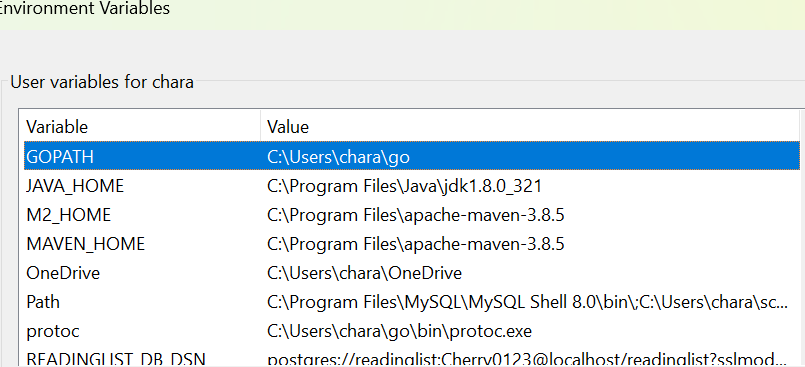 Environment Variables
User variables for chara
Variable Value
GOPATH C:\Users\chara\go
JAVA_HOME C:\Program Files\Java\jdk1.8.0_321
M2_HOME C:\Program Files\apache-maven-3.8.5
MAVEN_HOME C:\Program Files\apache-maven-3.8.5
OneDrive C:\Users\chara\OneDrive
Path C:\Program Files\MySQL\MySQL Shell 8.0\bin\;C:\Users\chara\sc...
protoc C:\Users\chara\go\bin\protoc.exe
READINGLIST_DB_DSN postgres://readinglist:Cherry0123@localhost/readinglist?sslmod...